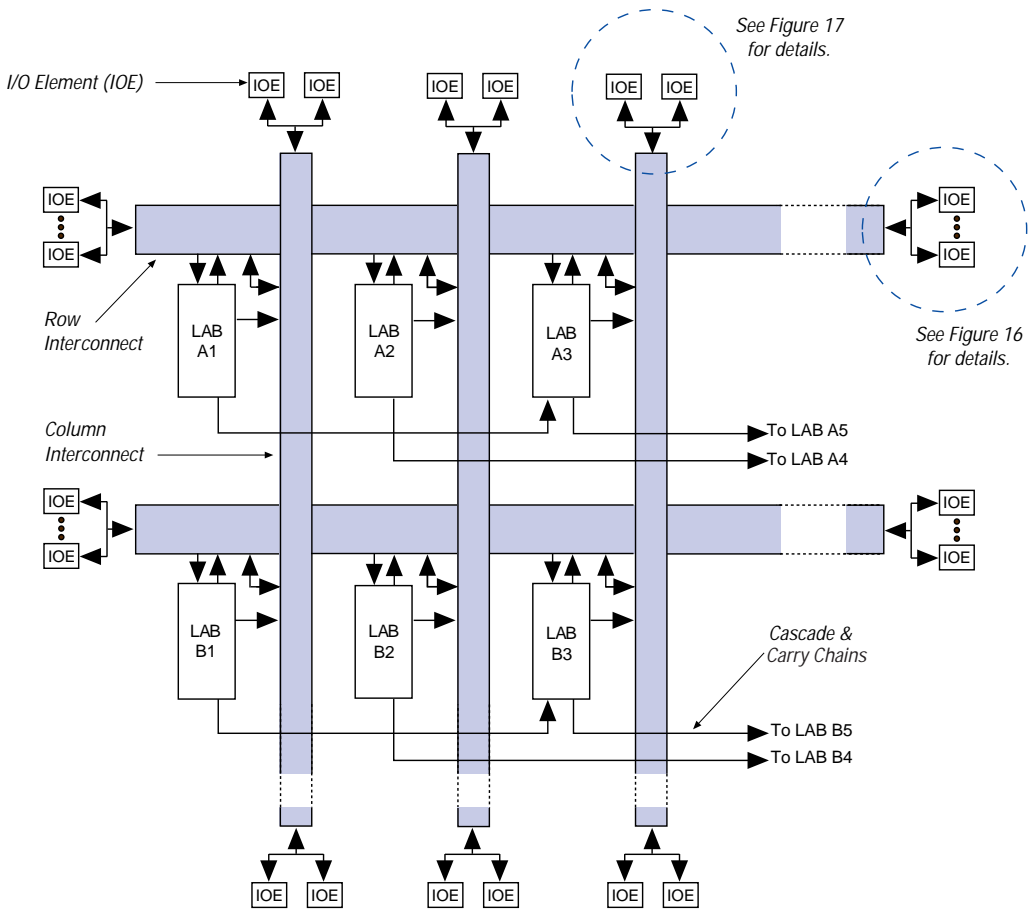 See Figure 17
for details.
I/O Element (IOE)
IOE
IOE
IOE
IOE
IOE
IOE
IOE
IOE
IOE
IOE
Row
Interconnect
LAB
A1
LAB
A2
LAB
A3
See Figure 16
for details.
Column
Interconnect
To LAB A5
To LAB A4
IOE
IOE
IOE
IOE
LAB
B1
LAB
B2
LAB
B3
Cascade &
Carry Chains
To LAB B5
To LAB B4
IOE
IOE
IOE
IOE
IOE
IOE